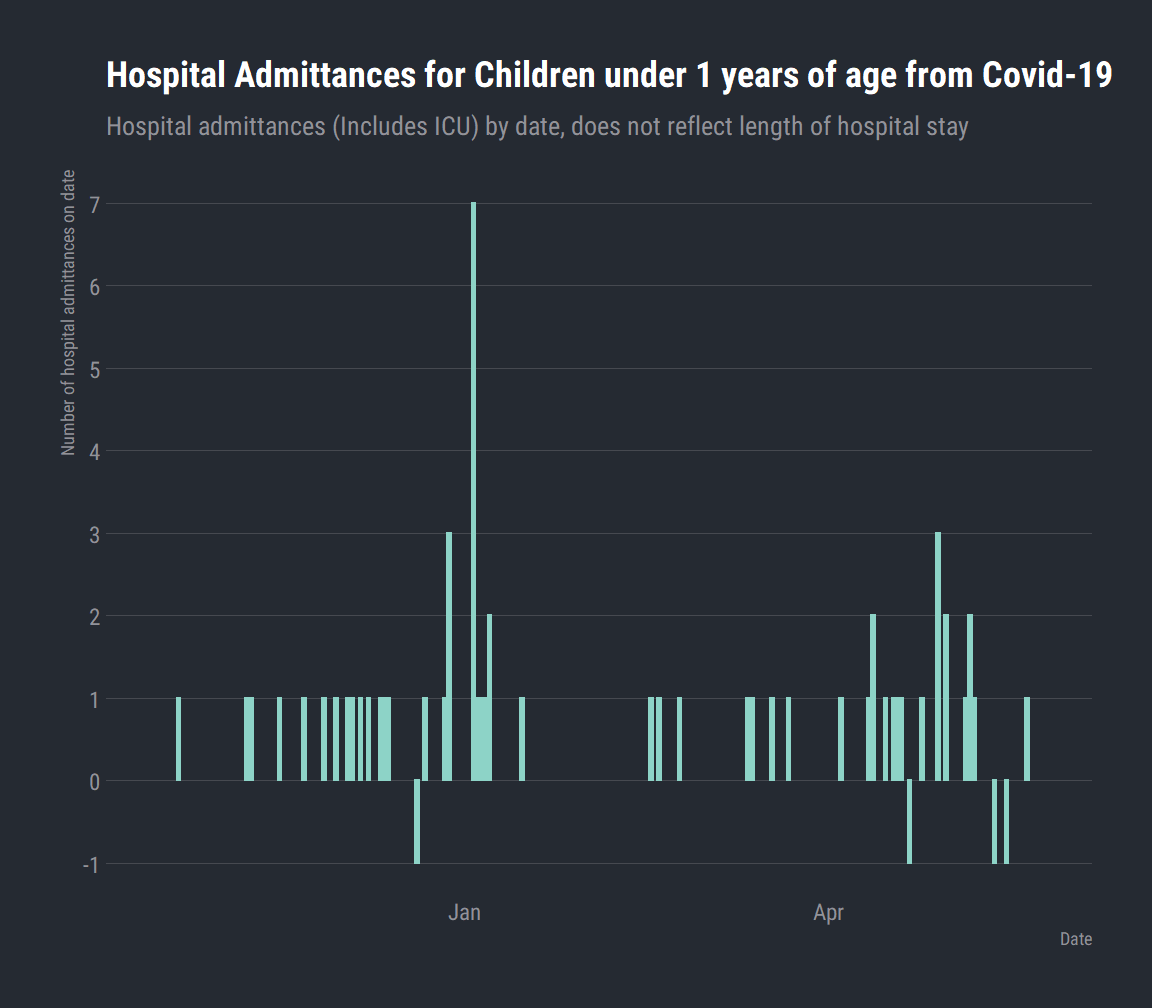 Hospital Admittances for Children under 1 years of age from Covid-19
Hospital admittances (Includes ICU) by date, does not reflect length of hospital stay
Number of hospital admittances on date
7
6
5
4
3
2
1
0
-1
Jan
Apr
Date